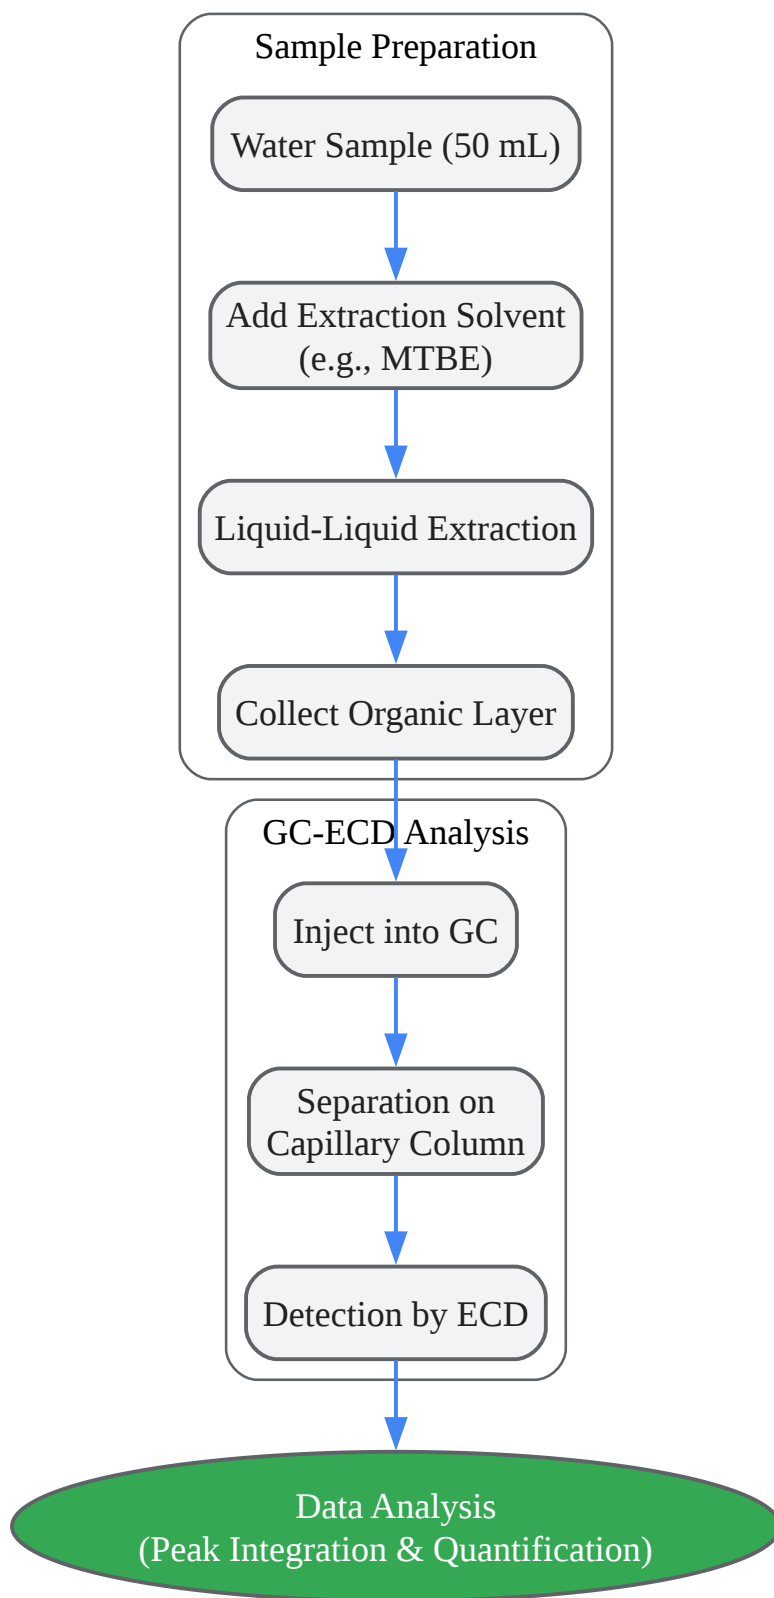 Sample Preparation
Water Sample (50 mL)
Add Extraction Solvent
(e.g., MTBE)
Liquid-Liquid Extraction
Collect Organic Layer
GC-ECD Analysis
Inject into GC
Separation on
Capillary Column
Detection by ECD
Data Analysis
(Peak Integration & Quantification)